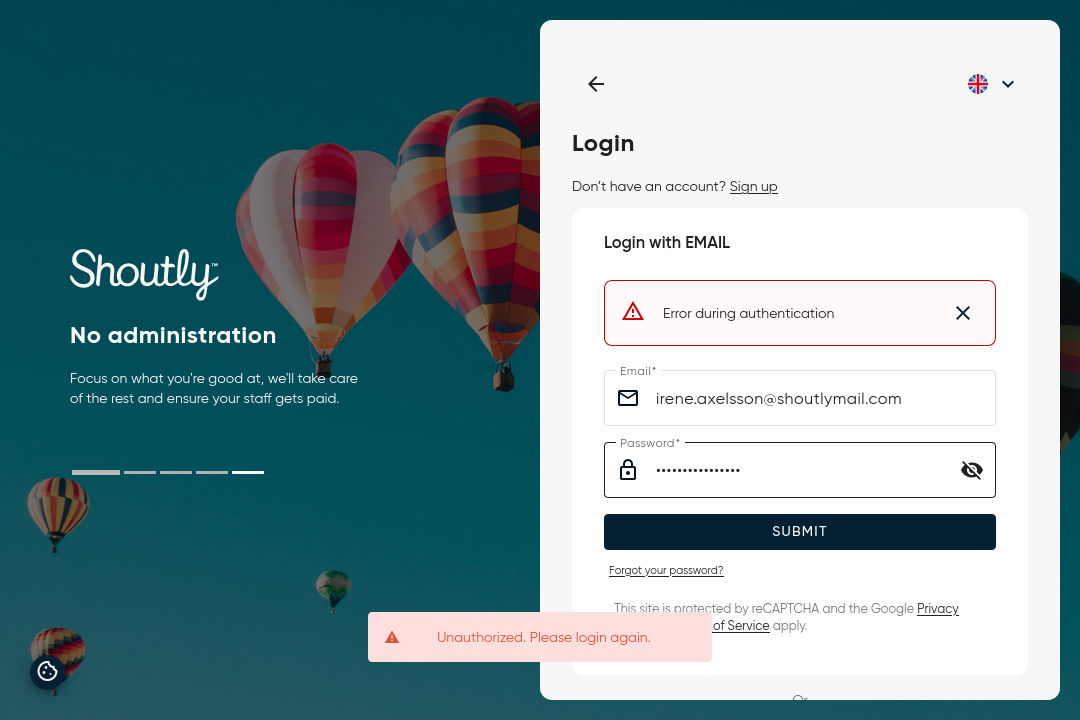 Shoutly™
No administration
Focus on what you're good at, we'll take care
of the rest and ensure your staff gets paid.
Login
Don't have an account? Sign up
Login with EMAIL
Error during authentication
Email*
irene.axelsson@shoutlymail.com
Password*
••••••••••••••••
SUBMIT
Forgot your password?
This site is protected by reCAPTCHA and the Google Privacy
of Service apply.
Unauthorized. Please login again.
Or